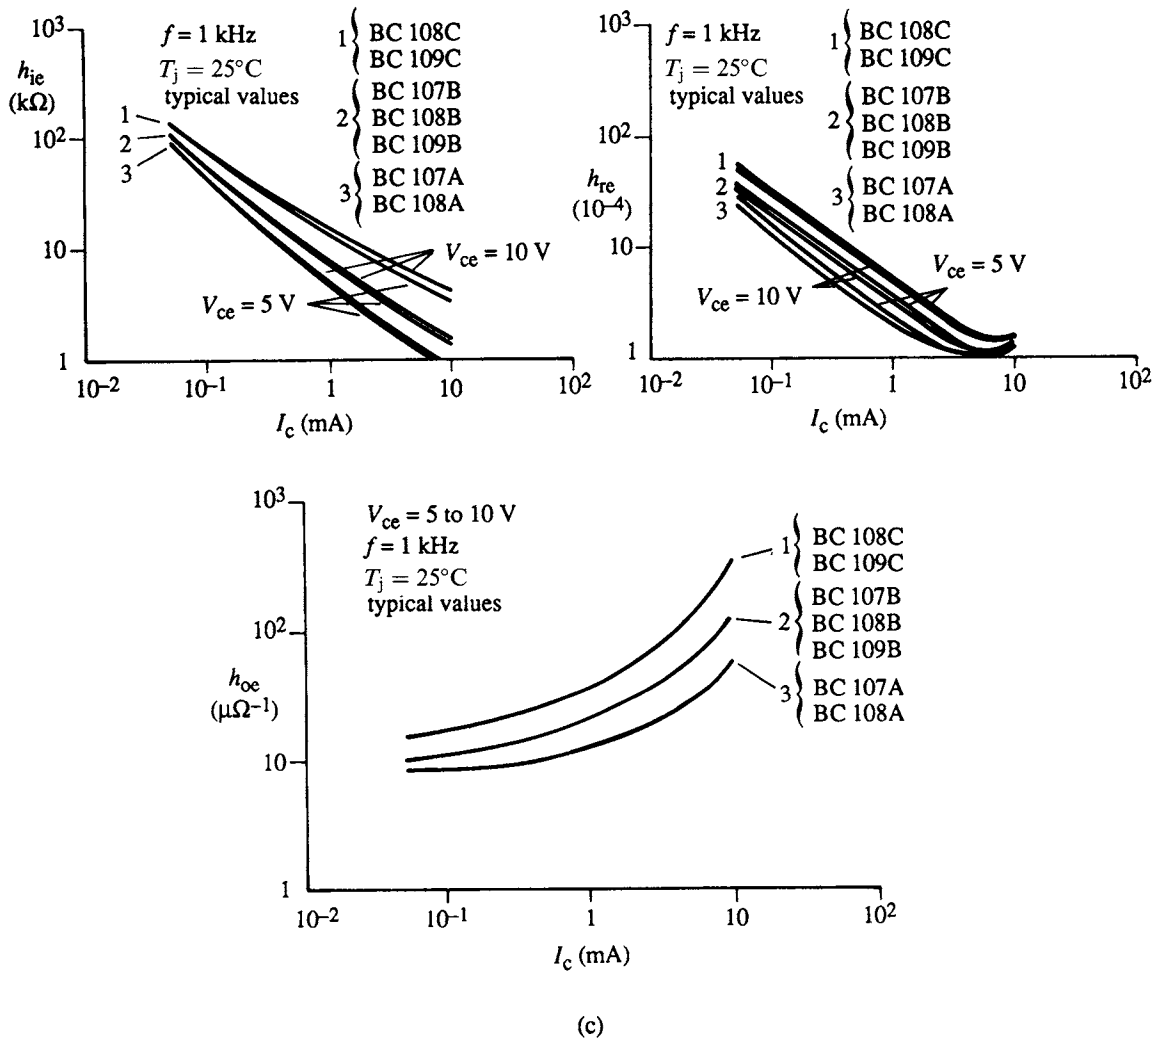 10³
10²
10
1
h_ie
(kΩ)
f = 1 kHz
T_j = 25°C
typical values
1 { BC 108C
BC 109C
2 { BC 107B
BC 108B
BC 109B
3 { BC 107A
BC 108A
1
2
3
V_ce = 10 V
V_ce = 5 V
10⁻² 10⁻¹ 1 10 10²
I_c (mA)
10³
10²
10
1
h_re
(10⁻⁴)
f = 1 kHz
T_j = 25°C
typical values
1 { BC 108C
BC 109C
2 { BC 107B
BC 108B
BC 109B
3 { BC 107A
BC 108A
1
2
3
V_ce = 5 V
V_ce = 10 V
10⁻² 10⁻¹ 1 10 10²
I_c (mA)
10³
10²
10
1
h_oe
(μΩ⁻¹)
V_ce = 5 to 10 V
f = 1 kHz
T_j = 25°C
typical values
1 { BC 108C
BC 109C
2 { BC 107B
BC 108B
BC 109B
3 { BC 107A
BC 108A
10⁻² 10⁻¹ 1 10 10²
I_c (mA)
(c)